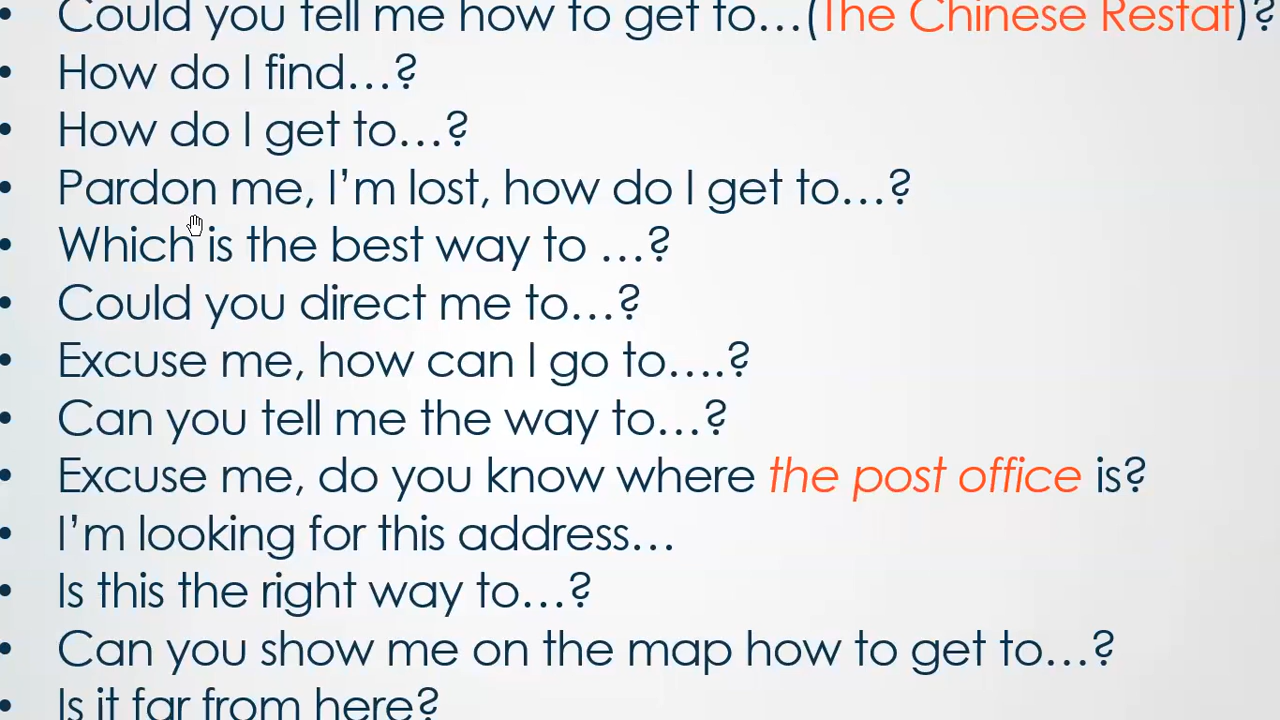 • Could you tell me how to get to…(The Chinese Restat)?
• How do I find…?
• How do I get to…?
• Pardon me, I’m lost, how do I get to…?
• Which is the best way to …?
• Could you direct me to…?
• Excuse me, how can I go to….?
• Can you tell me the way to…?
• Excuse me, do you know where the post office is?
• I’m looking for this address…
• Is this the right way to…?
• Can you show me on the map how to get to…?
• Is it far from here?